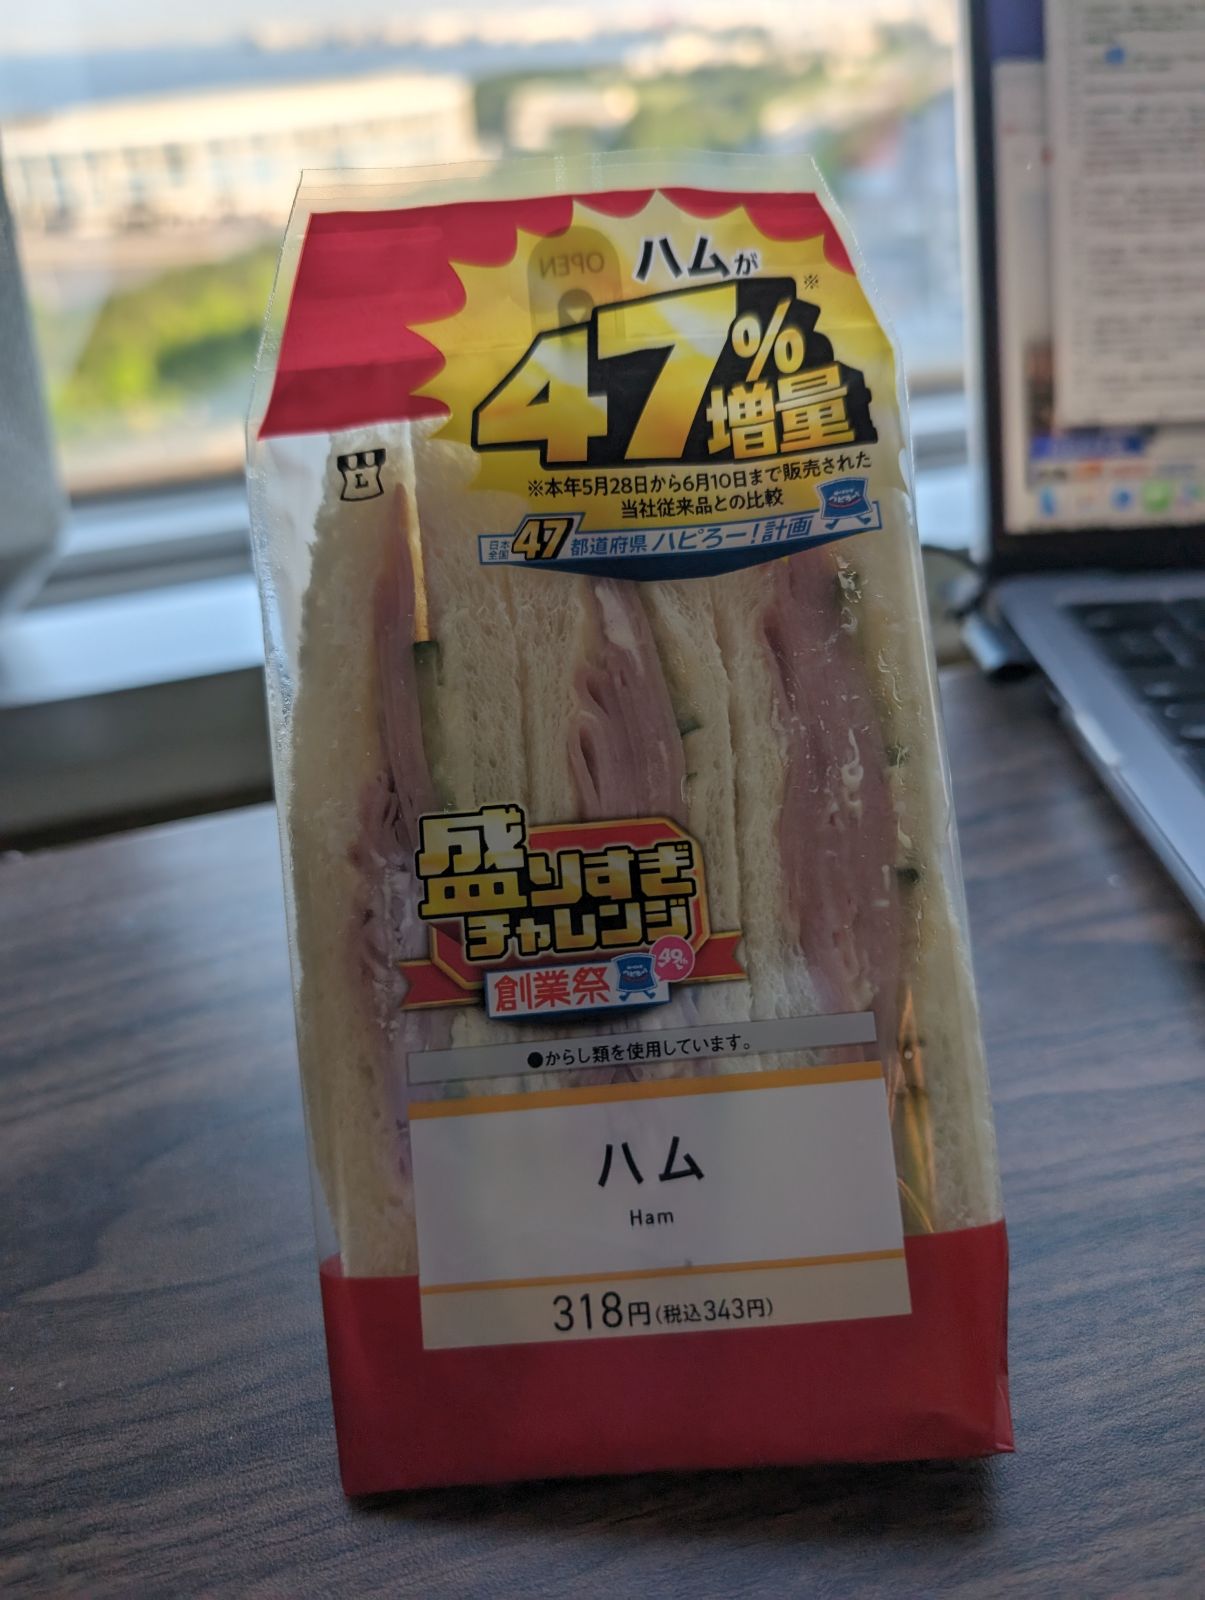 OPEN
ハムが
47%※
増量
※本年5月28日から6月10日まで販売された
当社従来品との比較
日本全国47都道府県ハピろー!計画
L
盛りすぎ
チャレンジ
創業祭
49th
●からし類を使用しています。
ハム
Ham
318円(税込343円)